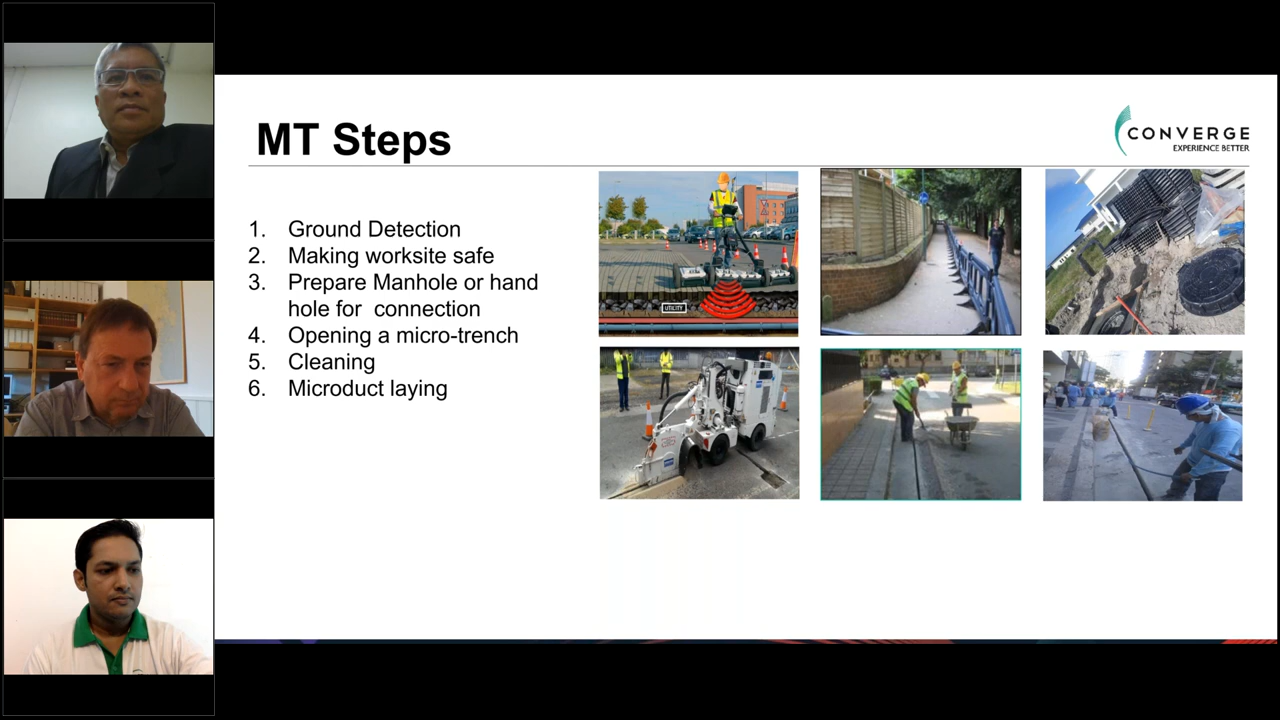 MT Steps
CONVERGE
EXPERIENCE BETTER
1. Ground Detection
2. Making worksite safe
3. Prepare Manhole or hand
hole for connection
4. Opening a micro-trench
5. Cleaning
6. Microduct laying
UTILITY